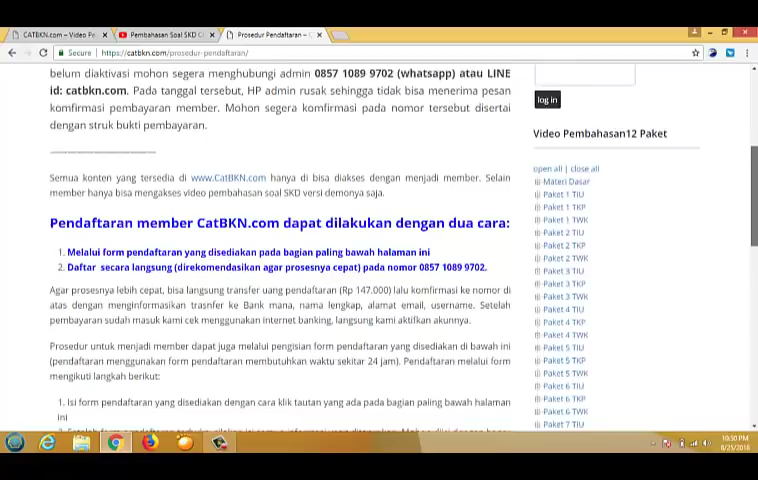 CATBKN.com – Video Pe
Pembahasan Soal SKD C
Prosedur Pendaftaran –
Secure
https://catbkn.com/prosedur-pendaftaran/
belum diaktivasi mohon segera menghubungi admin 0857 1089 9702 (whatsapp) atau LINE
id: catbkn.com. Pada tanggal tersebut, HP admin rusak sehingga tidak bisa menerima pesan
komfirmasi pembayaran member. Mohon segera komfirmasi pada nomor tersebut disertai
dengan struk bukti pembayaran.
Semua konten yang tersedia di www.CatBKN.com hanya di bisa diakses dengan menjadi member. Selain
member hanya bisa mengakses video pembahasan soal SKD versi demonya saja.
Pendaftaran member CatBKN.com dapat dilakukan dengan dua cara:
1. Melalui form pendaftaran yang disediakan pada bagian paling bawah halaman ini
2. Daftar secara langsung (direkomendasikan agar prosesnya cepat) pada nomor 0857 1089 9702.
Agar prosesnya lebih cepat, bisa langsung transfer uang pendaftaran (Rp 147.000) lalu komfirmasi ke nomor di
atas dengan menginformasikan trasnfer ke Bank mana, nama lengkap, alamat email, username. Setelah
pembayaran sudah masuk kami cek menggunakan internet banking, langsung kami aktifkan akunnya.
Prosedur untuk menjadi member dapat juga melalui pengisian form pendaftaran yang disediakan di bawah ini
(pendaftaran menggunakan form pendaftaran membutuhkan waktu sekitar 24 jam). Pendaftaran melalui form
mengikuti langkah berikut:
1. Isi form pendaftaran yang disediakan dengan cara klik tautan yang ada pada bagian paling bawah halaman
ini
log in
Video Pembahasan12 Paket
open all | close all
Materi Dasar
Paket 1 TIU
Paket 1 TKP
Paket 1 TWK
Paket 2 TIU
Paket 2 TKP
Paket 2 TWK
Paket 3 TIU
Paket 3 TKP
Paket 3 TWK
Paket 4 TIU
Paket 4 TKP
Paket 4 TWK
Paket 5 TIU
Paket 5 TKP
Paket 5 TWK
Paket 6 TIU
Paket 6 TKP
Paket 6 TWK
Paket 7 TIU
10:50 PM
8/25/2018